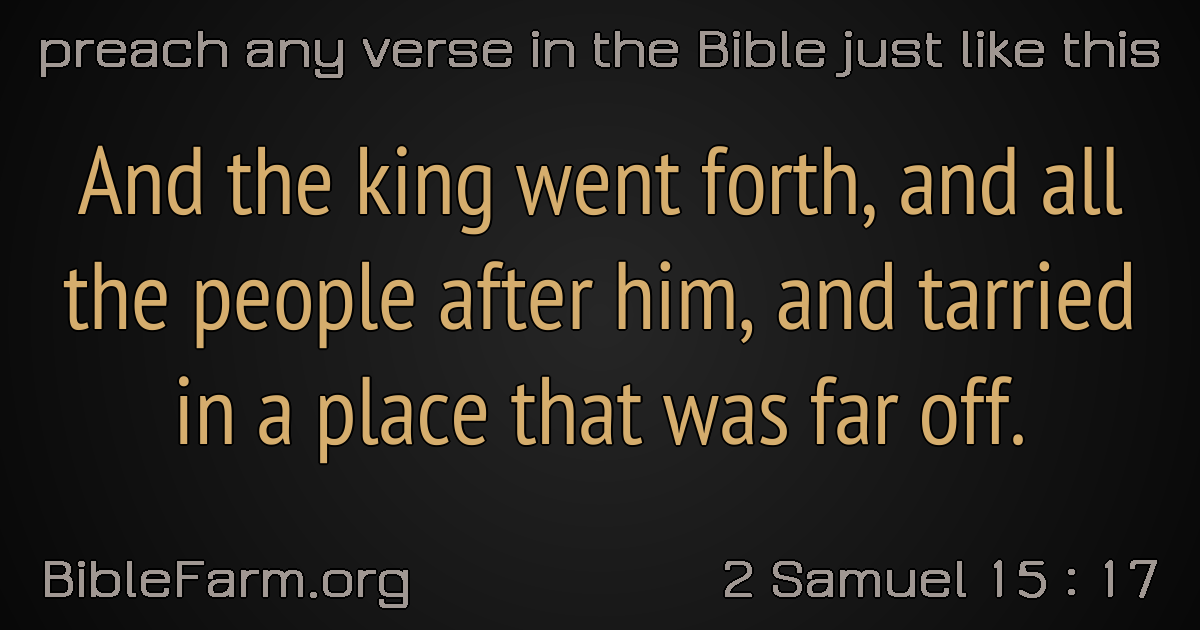 preach any verse in the Bible just like this
And the king went forth, and all
the people after him, and tarried
in a place that was far off.
BibleFarm.org
2 Samuel 15 : 17